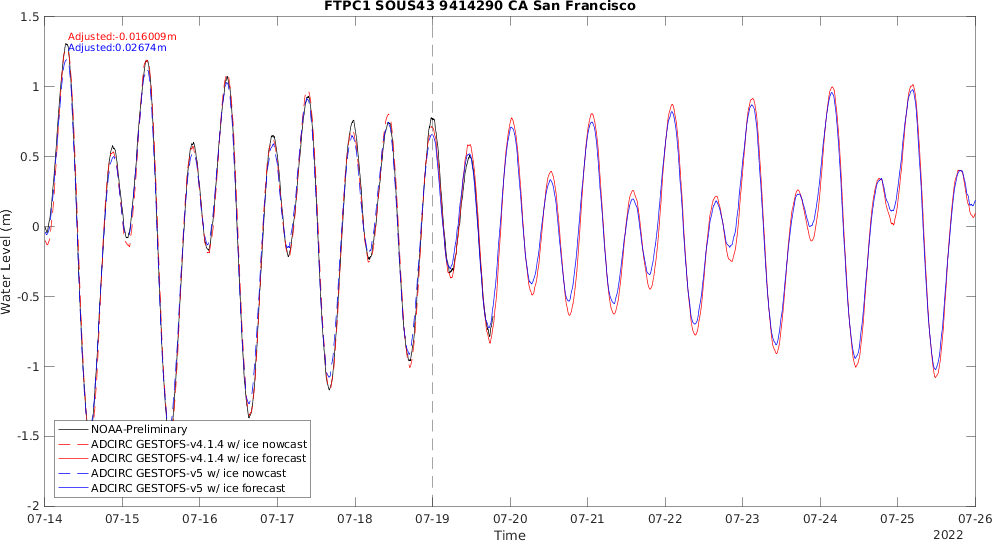 FTPC1 SOUS43 9414290 CA San Francisco
1.5
Adjusted:-0.016009m
Adjusted:0.02674m
1
0.5
0
-0.5
-1
-1.5
-2
Water Level (m)
NOAA-Preliminary
ADCIRC GESTOFS-v4.1.4 w/ ice nowcast
ADCIRC GESTOFS-v4.1.4 w/ ice forecast
ADCIRC GESTOFS-v5 w/ ice nowcast
ADCIRC GESTOFS-v5 w/ ice forecast
07-14 07-15 07-16 07-17 07-18 07-19 07-20 07-21 07-22 07-23 07-24 07-25 07-26
Time
2022